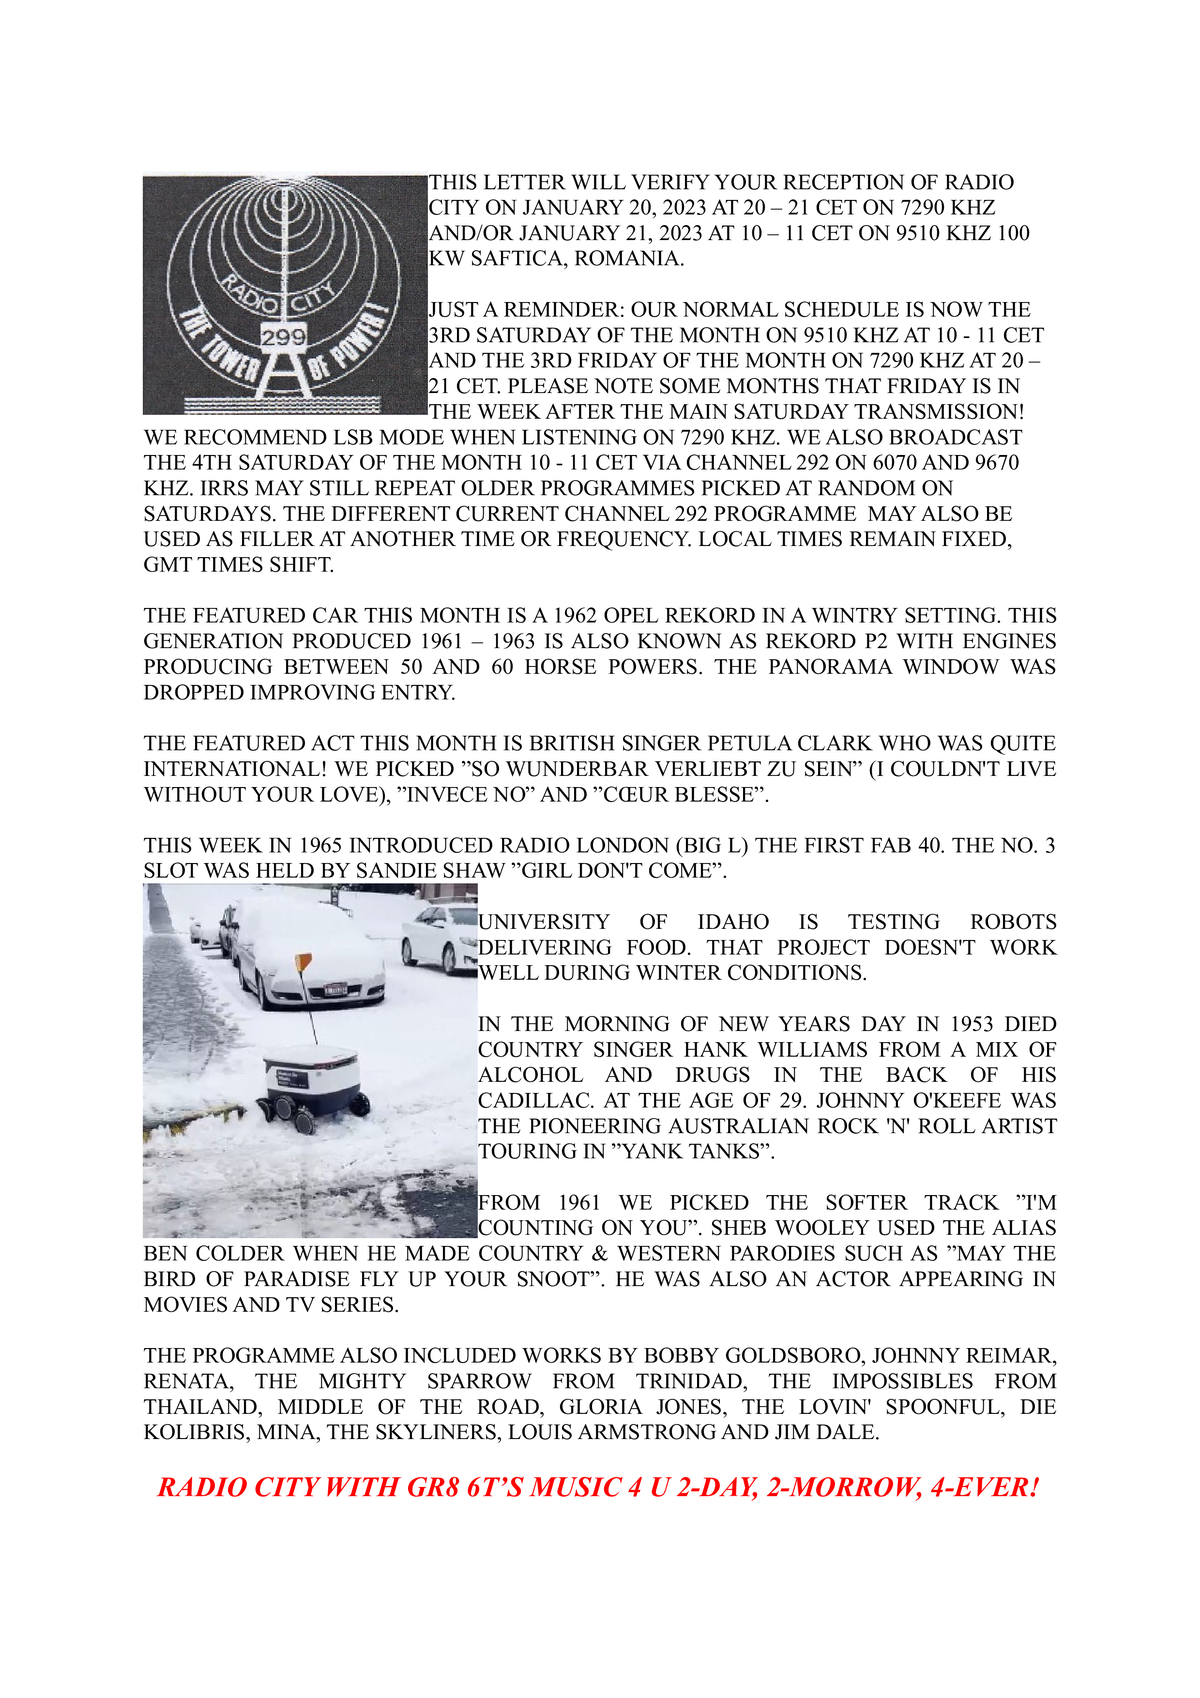 RADIO CITY
299
THE TOWER OF POWER!
THIS LETTER WILL VERIFY YOUR RECEPTION OF RADIO
CITY ON JANUARY 20, 2023 AT 20 – 21 CET ON 7290 KHZ
AND/OR JANUARY 21, 2023 AT 10 – 11 CET ON 9510 KHZ 100
KW SAFTICA, ROMANIA.
JUST A REMINDER: OUR NORMAL SCHEDULE IS NOW THE
3RD SATURDAY OF THE MONTH ON 9510 KHZ AT 10 - 11 CET
AND THE 3RD FRIDAY OF THE MONTH ON 7290 KHZ AT 20 –
21 CET. PLEASE NOTE SOME MONTHS THAT FRIDAY IS IN
THE WEEK AFTER THE MAIN SATURDAY TRANSMISSION!
WE RECOMMEND LSB MODE WHEN LISTENING ON 7290 KHZ. WE ALSO BROADCAST
THE 4TH SATURDAY OF THE MONTH 10 - 11 CET VIA CHANNEL 292 ON 6070 AND 9670
KHZ. IRRS MAY STILL REPEAT OLDER PROGRAMMES PICKED AT RANDOM ON
SATURDAYS. THE DIFFERENT CURRENT CHANNEL 292 PROGRAMME  MAY ALSO BE
USED AS FILLER AT ANOTHER TIME OR FREQUENCY. LOCAL TIMES REMAIN FIXED,
GMT TIMES SHIFT.
THE FEATURED CAR THIS MONTH IS A 1962 OPEL REKORD IN A WINTRY SETTING. THIS
GENERATION PRODUCED 1961 – 1963 IS ALSO KNOWN AS REKORD P2 WITH ENGINES
PRODUCING BETWEEN 50 AND 60 HORSE POWERS. THE PANORAMA WINDOW WAS
DROPPED IMPROVING ENTRY.
THE FEATURED ACT THIS MONTH IS BRITISH SINGER PETULA CLARK WHO WAS QUITE
INTERNATIONAL! WE PICKED ”SO WUNDERBAR VERLIEBT ZU SEIN” (I COULDN'T LIVE
WITHOUT YOUR LOVE), ”INVECE NO” AND ”CŒUR BLESSE”.
THIS WEEK IN 1965 INTRODUCED RADIO LONDON (BIG L) THE FIRST FAB 40. THE NO. 3
SLOT WAS HELD BY SANDIE SHAW ”GIRL DON'T COME”.
UNIVERSITY OF IDAHO IS TESTING ROBOTS
DELIVERING FOOD. THAT PROJECT DOESN'T WORK
WELL DURING WINTER CONDITIONS.
IN THE MORNING OF NEW YEARS DAY IN 1953 DIED
COUNTRY SINGER HANK WILLIAMS FROM A MIX OF
ALCOHOL AND DRUGS IN THE BACK OF HIS
CADILLAC. AT THE AGE OF 29. JOHNNY O'KEEFE WAS
THE PIONEERING AUSTRALIAN ROCK 'N' ROLL ARTIST
TOURING IN ”YANK TANKS”.
FROM 1961 WE PICKED THE SOFTER TRACK ”I'M
COUNTING ON YOU”. SHEB WOOLEY USED THE ALIAS
BEN COLDER WHEN HE MADE COUNTRY & WESTERN PARODIES SUCH AS ”MAY THE
BIRD OF PARADISE FLY UP YOUR SNOOT”. HE WAS ALSO AN ACTOR APPEARING IN
MOVIES AND TV SERIES.
THE PROGRAMME ALSO INCLUDED WORKS BY BOBBY GOLDSBORO, JOHNNY REIMAR,
RENATA, THE MIGHTY SPARROW FROM TRINIDAD, THE IMPOSSIBLES FROM
THAILAND, MIDDLE OF THE ROAD, GLORIA JONES, THE LOVIN' SPOONFUL, DIE
KOLIBRIS, MINA, THE SKYLINERS, LOUIS ARMSTRONG AND JIM DALE.
RADIO CITY WITH GR8 6T’S MUSIC 4 U 2-DAY, 2-MORROW, 4-EVER!